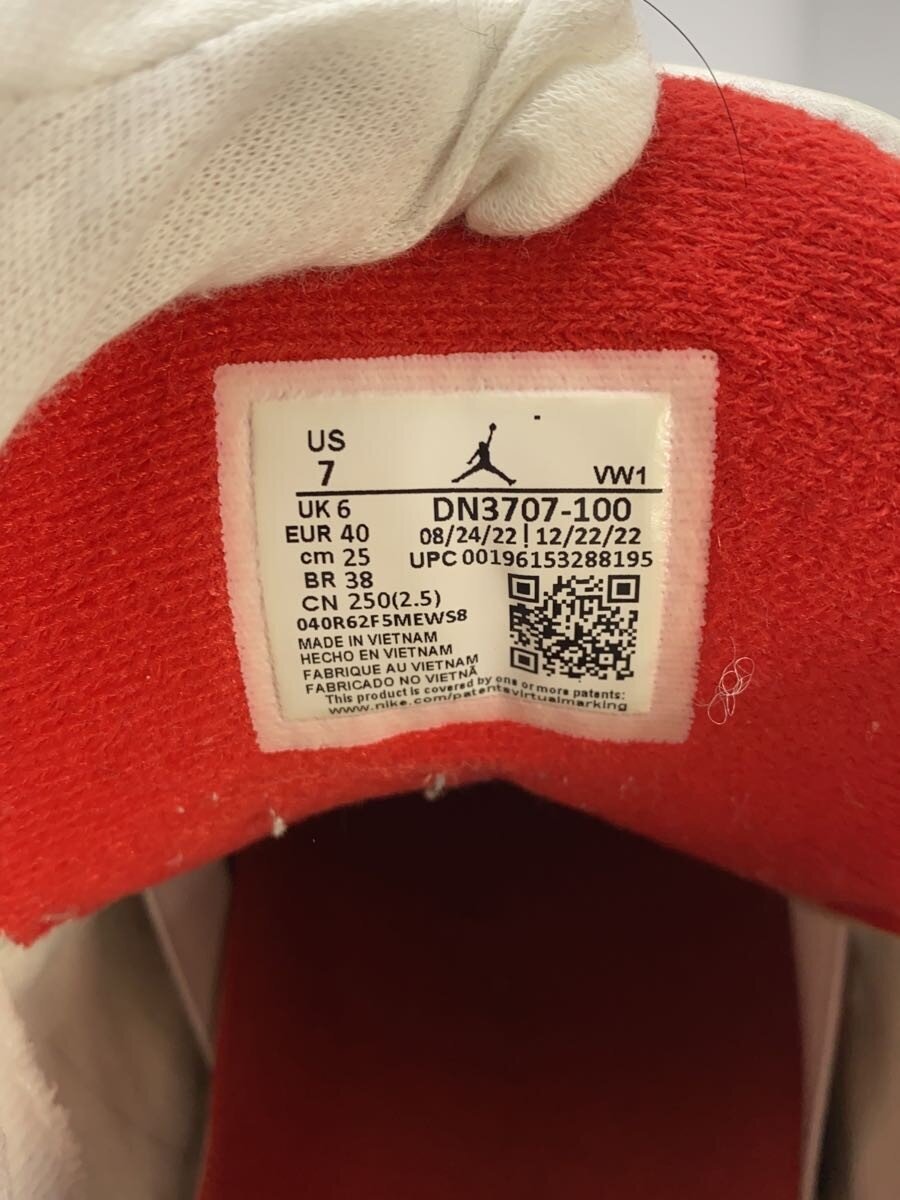 US
7
VW1
UK 6
DN3707-100
EUR 40
08/24/22 | 12/22/22
cm 25
UPC 00196153288195
BR 38
CN 250(2.5)
040R62F5MEWS8
MADE IN VIETNAM
HECHO EN VIETNAM
FABRIQUE AU VIETNAM
FABRICADO NO VIETNÃ
This product is covered by one or more patents:
www.nike.com/patentsvirtualmarking